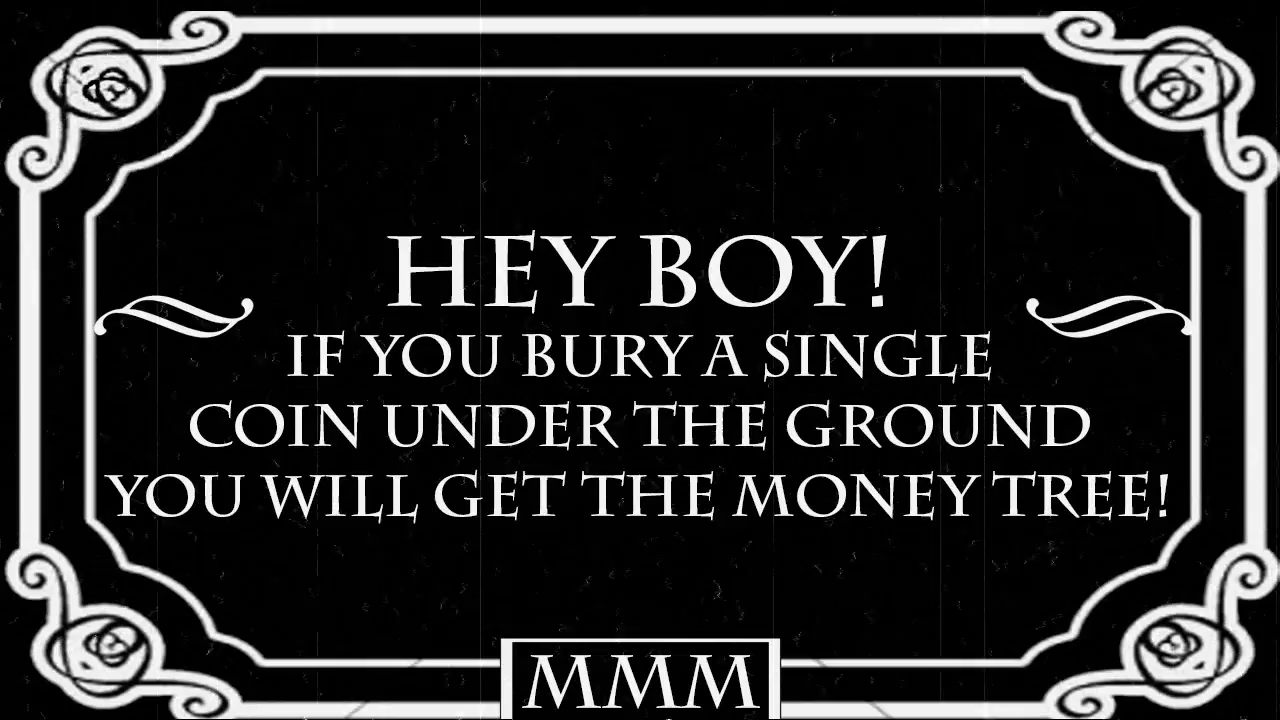 HEY BOY!
IF YOU BURY A SINGLE
COIN UNDER THE GROUND
YOU WILL GET THE MONEY TREE!
MMM